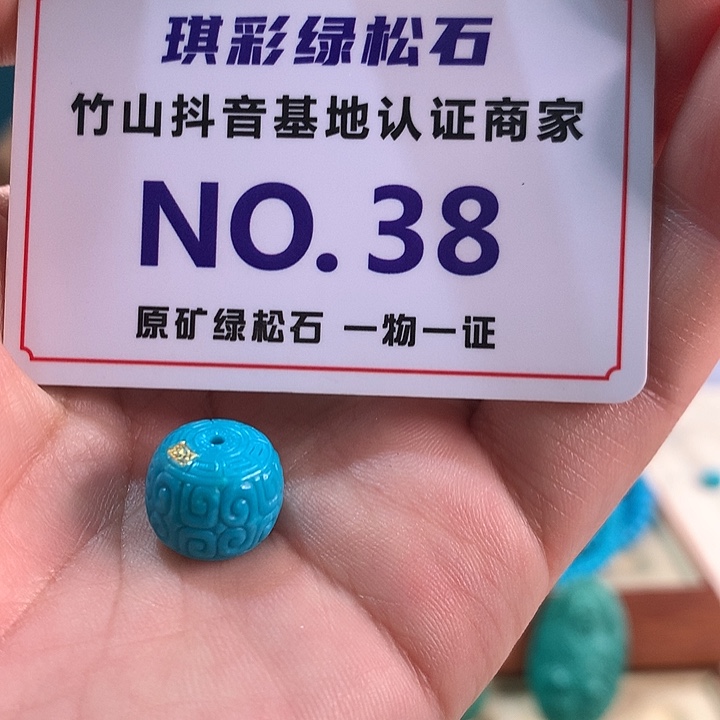 琪彩绿松石
竹山抖音基地认证商家
NO.38
原矿绿松石 一物一证